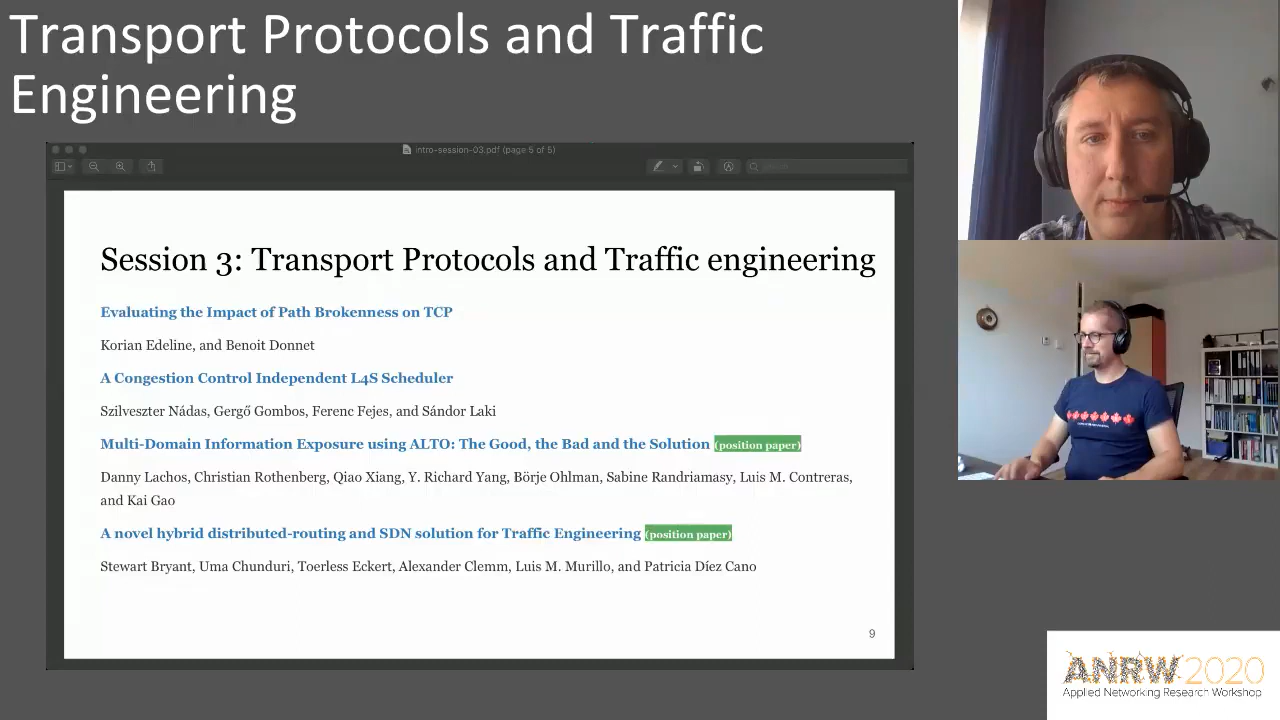 Transport Protocols and Traffic
Engineering
intro-session-03.pdf (page 5 of 5)
Search
Session 3: Transport Protocols and Traffic engineering
Evaluating the Impact of Path Brokenness on TCP
Korian Edeline, and Benoit Donnet
A Congestion Control Independent L4S Scheduler
Szilveszter Nádas, Gergő Gombos, Ferenc Fejes, and Sándor Laki
Multi-Domain Information Exposure using ALTO: The Good, the Bad and the Solution (position paper)
Danny Lachos, Christian Rothenberg, Qiao Xiang, Y. Richard Yang, Börje Ohlman, Sabine Randriamasy, Luis M. Contreras,
and Kai Gao
A novel hybrid distributed-routing and SDN solution for Traffic Engineering (position paper)
Stewart Bryant, Uma Chunduri, Toerless Eckert, Alexander Clemm, Luis M. Murillo, and Patricia Díez Cano
9
ANRW2020
Applied Networking Research Workshop